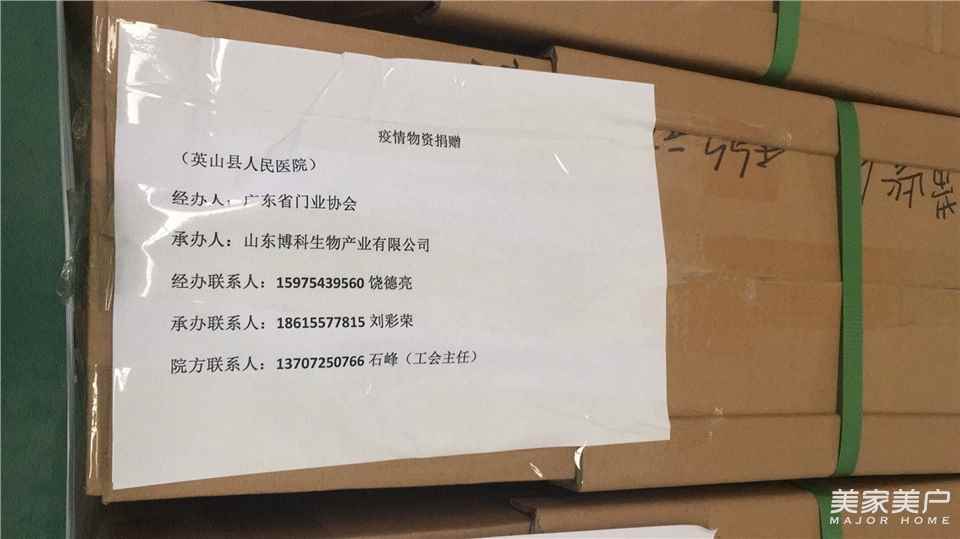 疫情物资捐赠
（英山县人民医院）
经办人：广东省门业协会
承办人：山东博科生物产业有限公司
经办联系人：15975439560 饶德亮
承办联系人：18615577815 刘彩荣
院方联系人：13707250766 石峰（工会主任）
美家美户
MAJOR HOME